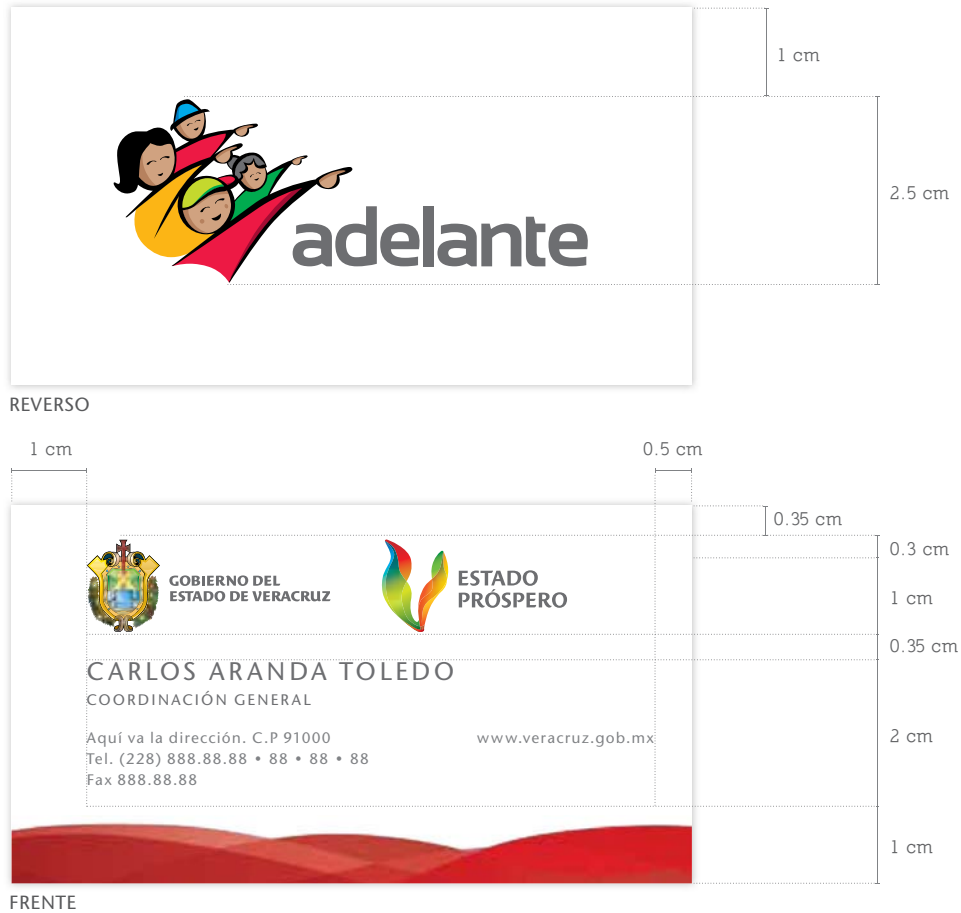 1 cm
2.5 cm
adelante
REVERSO
1 cm
0.5 cm
0.35 cm
0.3 cm
GOBIERNO DEL
ESTADO DE VERACRUZ
ESTADO
PRÓSPERO
1 cm
0.35 cm
CARLOS ARANDA TOLEDO
COORDINACIÓN GENERAL
Aquí va la dirección. C.P 91000
www.veracruz.gob.mx
2 cm
Tel. (228) 888.88.88 • 88 • 88 • 88
Fax 888.88.88
1 cm
FRENTE